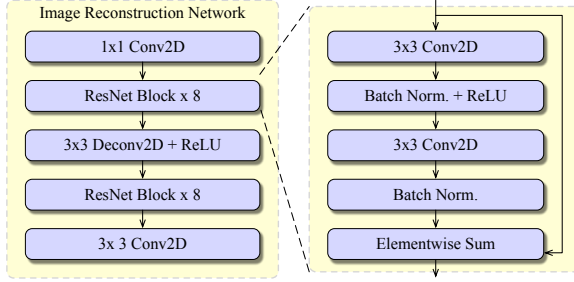 Image Reconstruction Network
1x1 Conv2D
ResNet Block x 8
3x3 Deconv2D + ReLU
ResNet Block x 8
3x 3 Conv2D
3x3 Conv2D
Batch Norm. + ReLU
3x3 Conv2D
Batch Norm.
Elementwise Sum